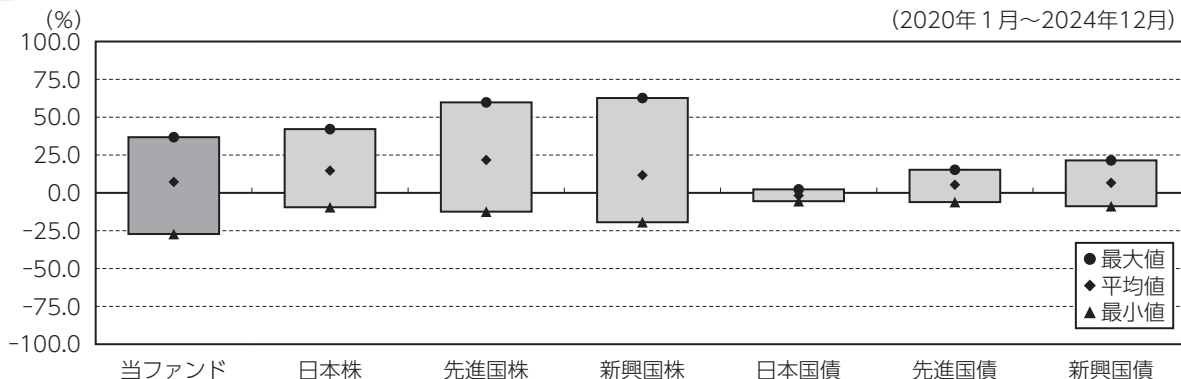 (%)
(2020年1月～2024年12月)
100.0
75.0
50.0
25.0
0.0
-25.0
-50.0
-75.0
-100.0
●最大値
◆平均値
▲最小値
当ファンド 日本株 先進国株 新興国株 日本国債 先進国債 新興国債